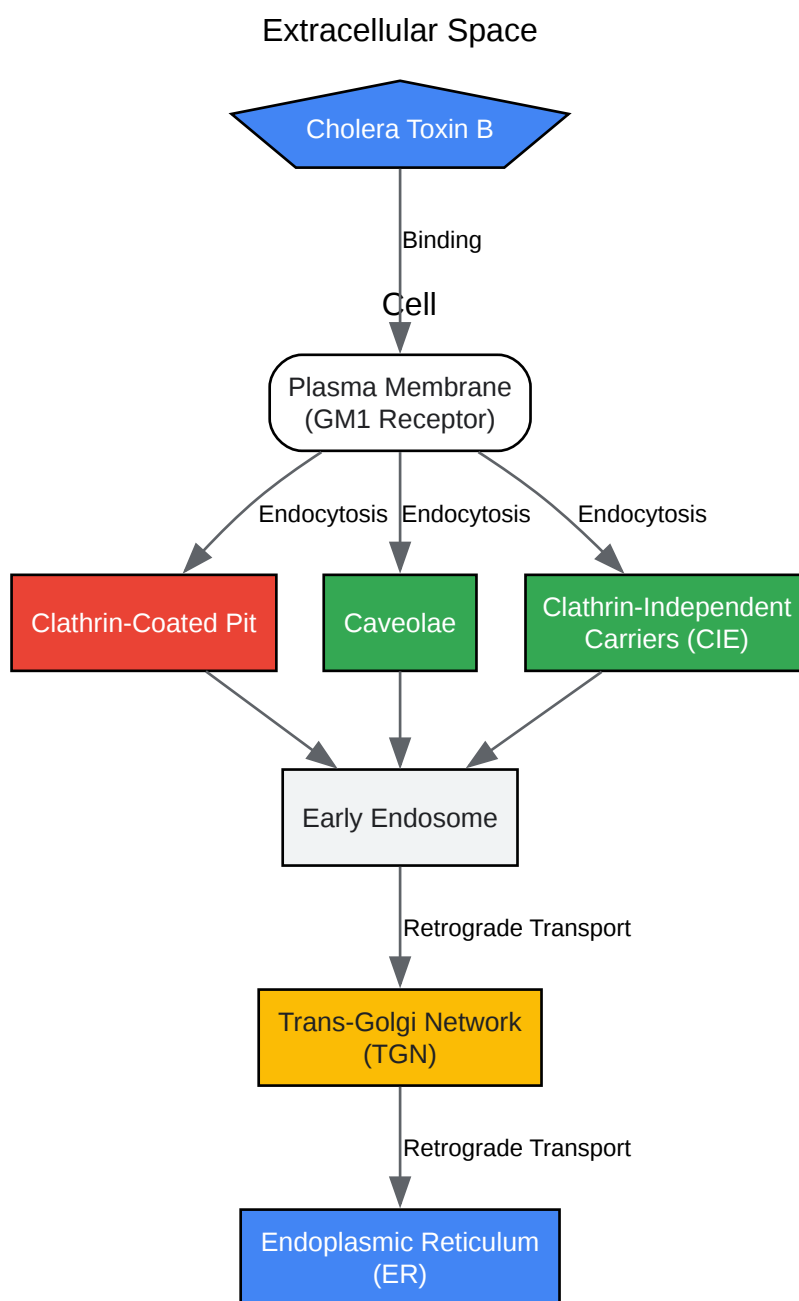 Extracellular Space
Cholera Toxin B
Binding
Cell
Plasma Membrane
(GM1 Receptor)
Endocytosis
Endocytosis
Endocytosis
Clathrin-Coated Pit
Caveolae
Clathrin-Independent
Carriers (CIE)
Early Endosome
Retrograde Transport
Trans-Golgi Network
(TGN)
Retrograde Transport
Endoplasmic Reticulum
(ER)